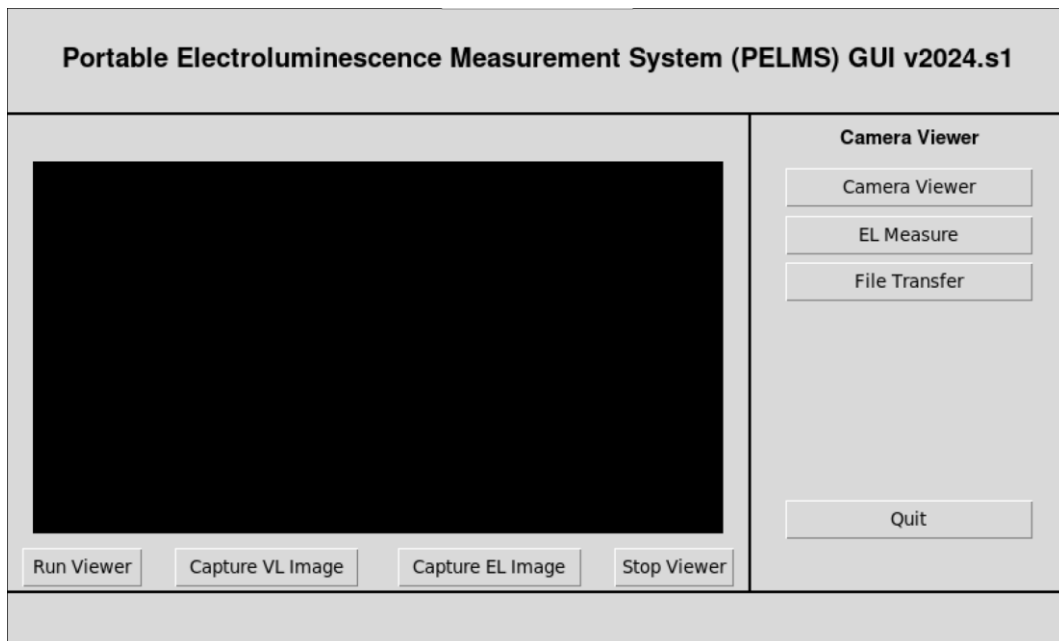 Portable Electroluminescence Measurement System (PELMS) GUI v2024.s1
Camera Viewer
Camera Viewer
EL Measure
File Transfer
Quit
Run Viewer
Capture VL Image
Capture EL Image
Stop Viewer